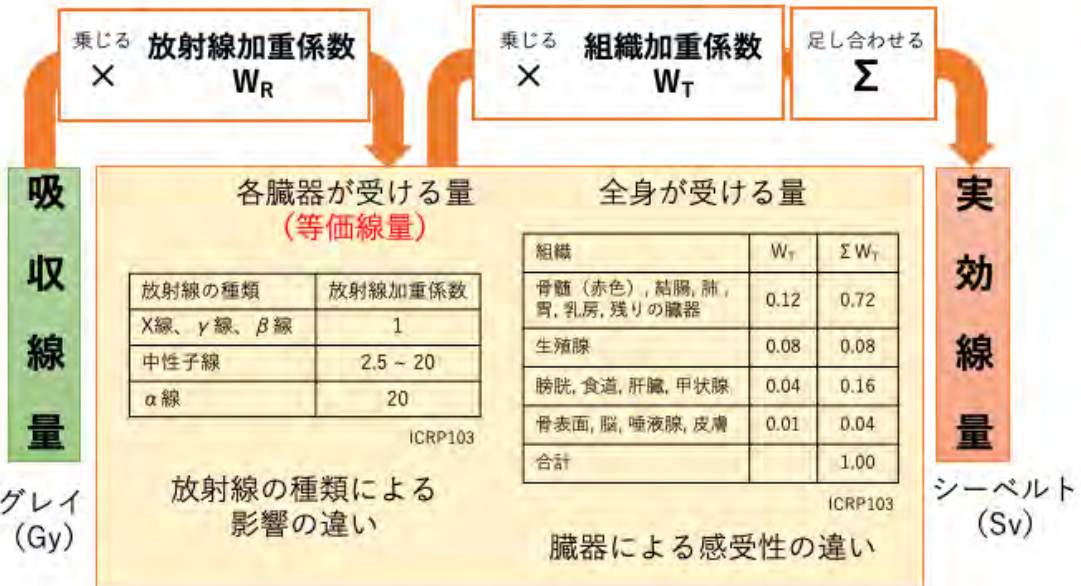 乗じる 放射線加重係数
× WR
乗じる 組織加重係数
× WT
足し合わせる
Σ
吸収線量
グレイ
(Gy)
各臓器が受ける量
(等価線量)
放射線の種類 放射線加重係数
X線、γ線、β線 1
中性子線 2.5 ~ 20
α線 20
ICRP103
放射線の種類による
影響の違い
全身が受ける量
組織 WT ΣWT
骨髄（赤色）, 結腸, 肺,
胃, 乳房, 残りの臓器 0.12 0.72
生殖腺 0.08 0.08
膀胱, 食道, 肝臓, 甲状腺 0.04 0.16
骨表面, 脳, 唾液腺, 皮膚 0.01 0.04
合計 1.00
ICRP103
臓器による感受性の違い
実効線量
シーベルト
(Sv)